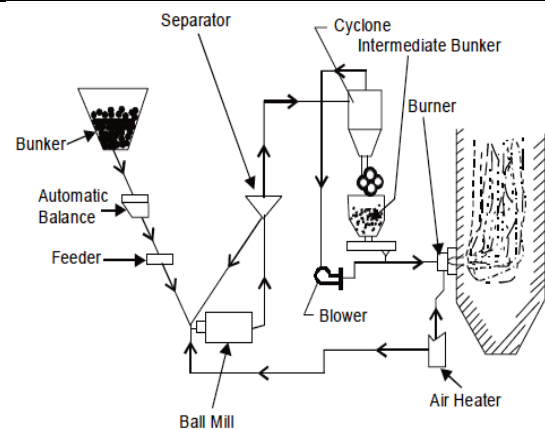 Separator
Cyclone
Intermediate Bunker
Burner
Bunker
Automatic
Balance
Feeder
Blower
Air Heater
Ball Mill